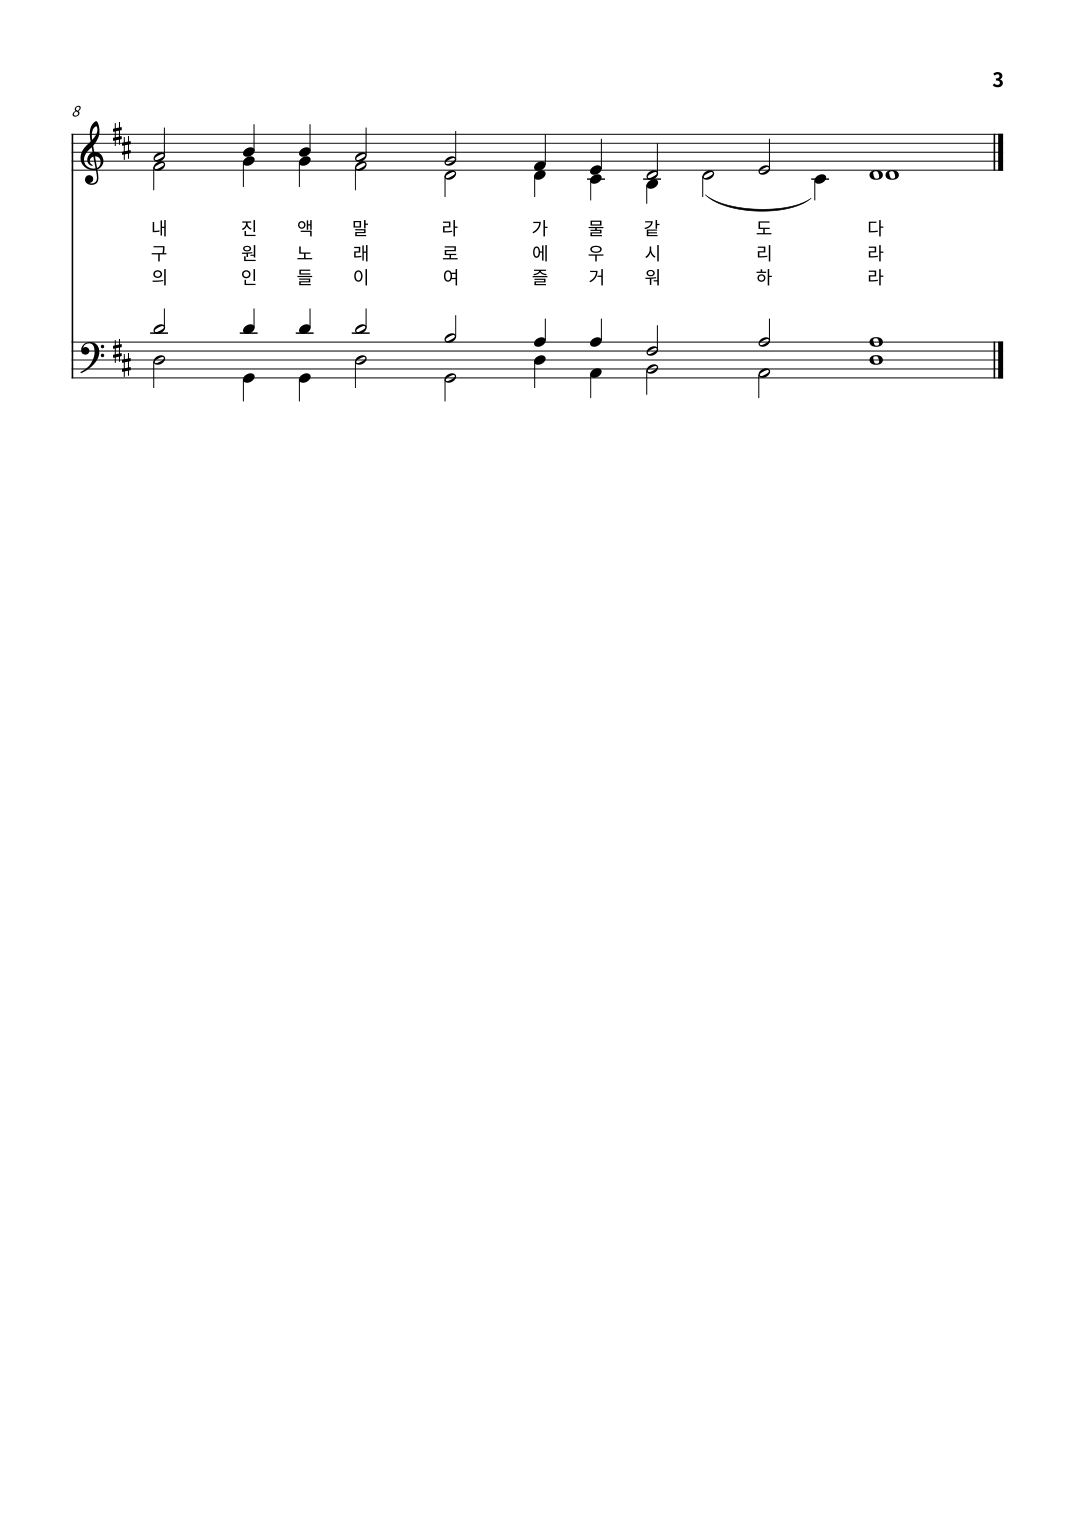 3
8
내 진 액 말 라 가 물 같 도 다
구 원 노 래 로 에 우 시 리 라
의 인 들 이 여 즐 거 워 하 라